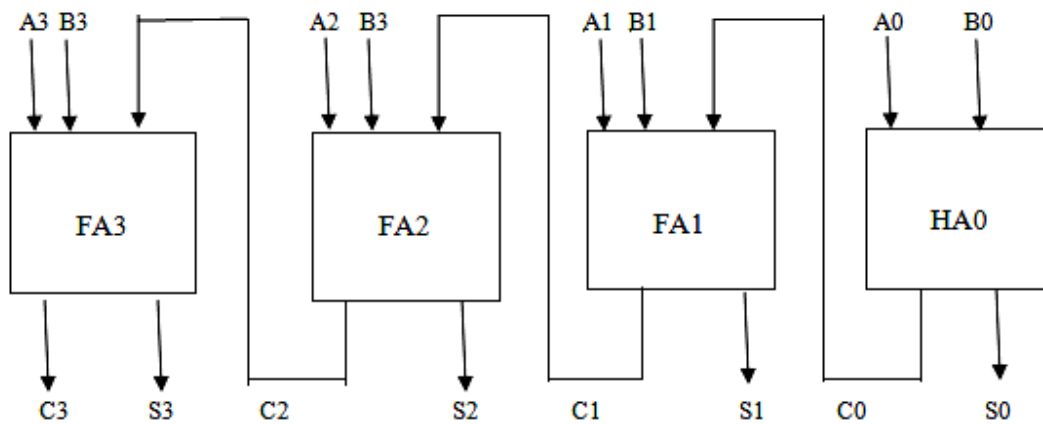 A3 B3 A2 B3 A1 B1 A0 B0
FA3 FA2 FA1 HA0
C3 S3 C2 S2 C1 S1 C0 S0